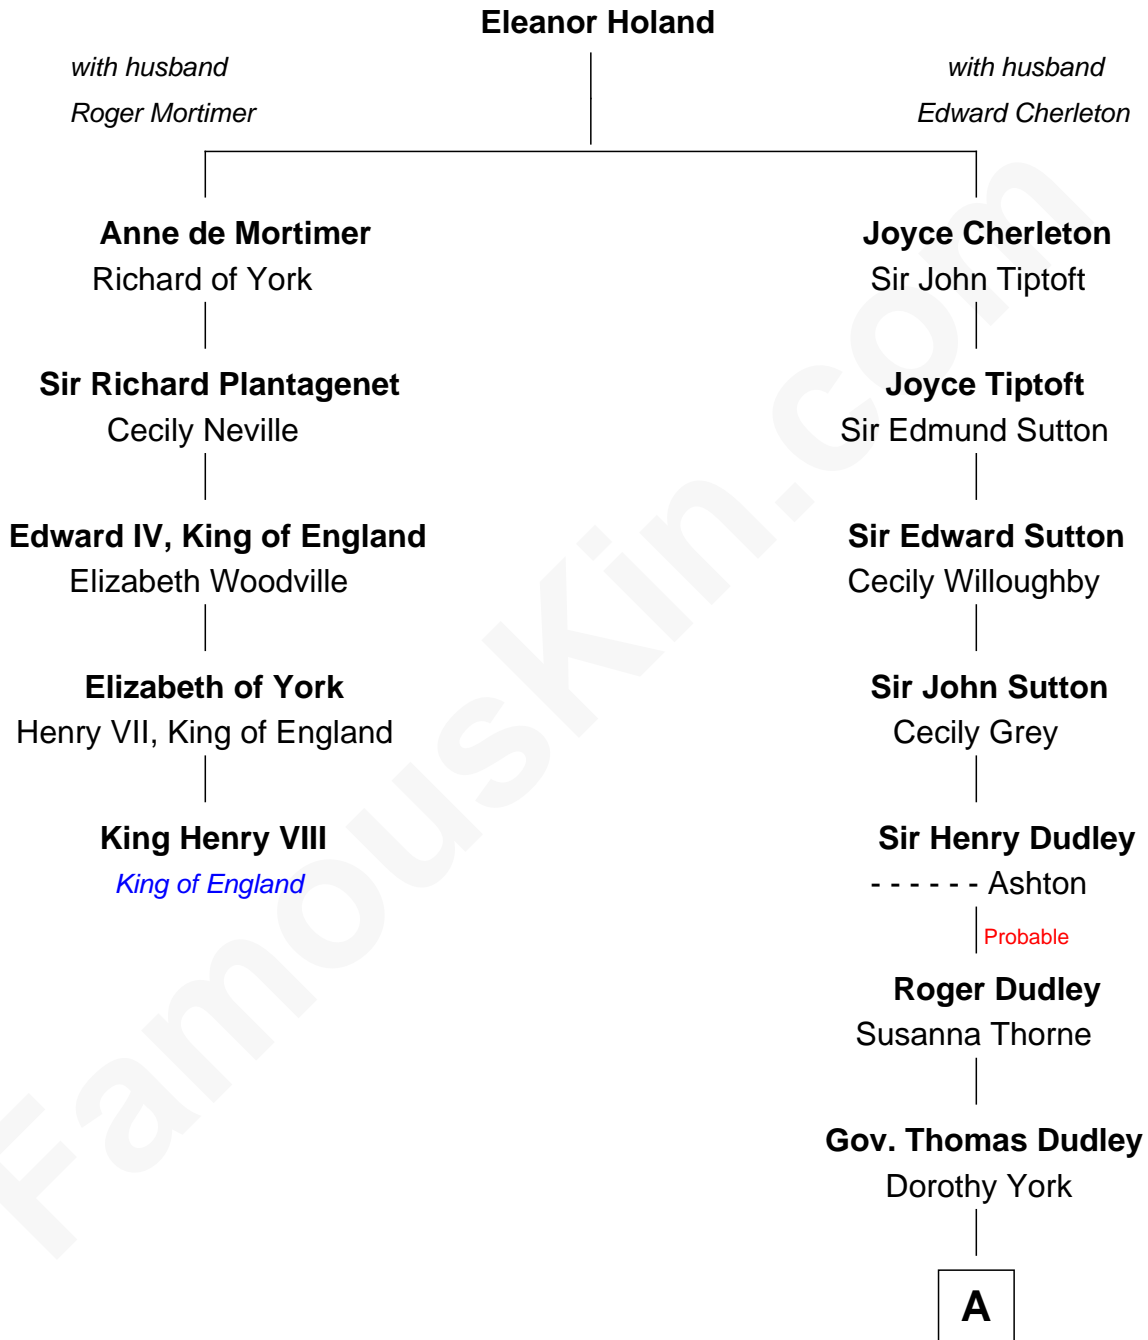 Eleanor Holand
with husband
Roger Mortimer
with husband
Edward Cherleton
Anne de Mortimer
Richard of York
Sir Richard Plantagenet
Cecily Neville
Edward IV, King of England
Elizabeth Woodville
Elizabeth of York
Henry VII, King of England
King Henry VIII
King of England
Joyce Cherleton
Sir John Tiptoft
Joyce Tiptoft
Sir Edmund Sutton
Sir Edward Sutton
Cecily Willoughby
Sir John Sutton
Cecily Grey
Sir Henry Dudley
- - - - - - Ashton
Probable
Roger Dudley
Susanna Thorne
Gov. Thomas Dudley
Dorothy York
A
FamousKin.com